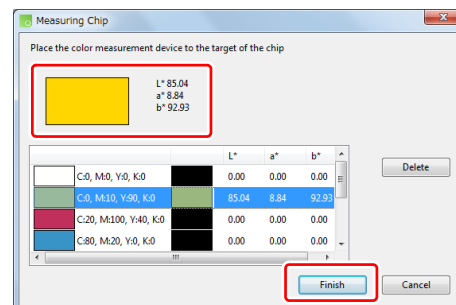 Measuring Chip
Place the color measurement device to the target of the chip
L* 85.04
a* 8.84
b* 92.93
L* a* b*
C:0, M:0, Y:0, K:0 0.00 0.00 0.00
C:0, M:10, Y:90, K:0 85.04 8.84 92.93
C:20, M:100, Y:40, K:0 0.00 0.00 0.00
C:80, M:20, Y:0, K:0 0.00 0.00 0.00
Delete
Finish
Cancel